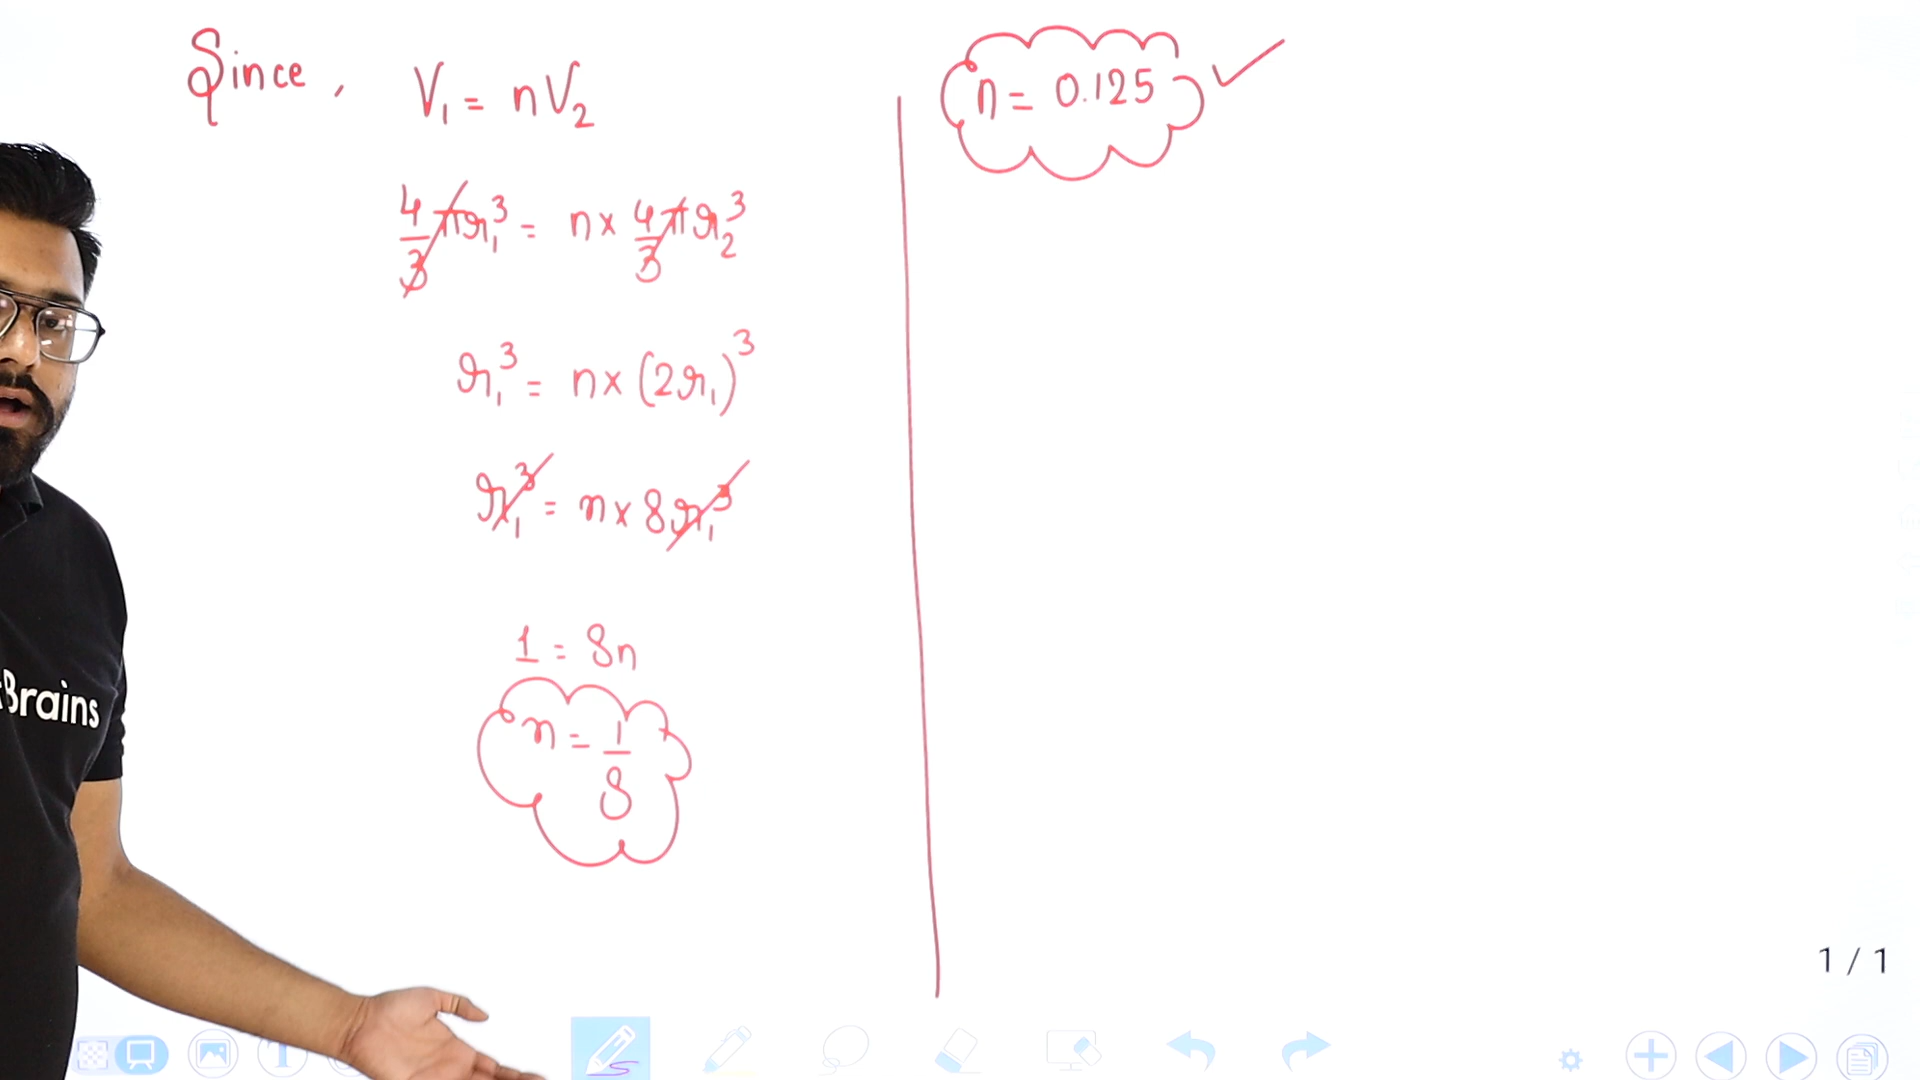 Since, V₁ = nV₂
4/3 πr₁³ = n × 4/3 πr₂³
r₁³ = n × (2r₁)³
r₁³ = n × 8r₁³
1 = 8n
n = 1/8
n = 0.125 ✓
Brains
1 / 1